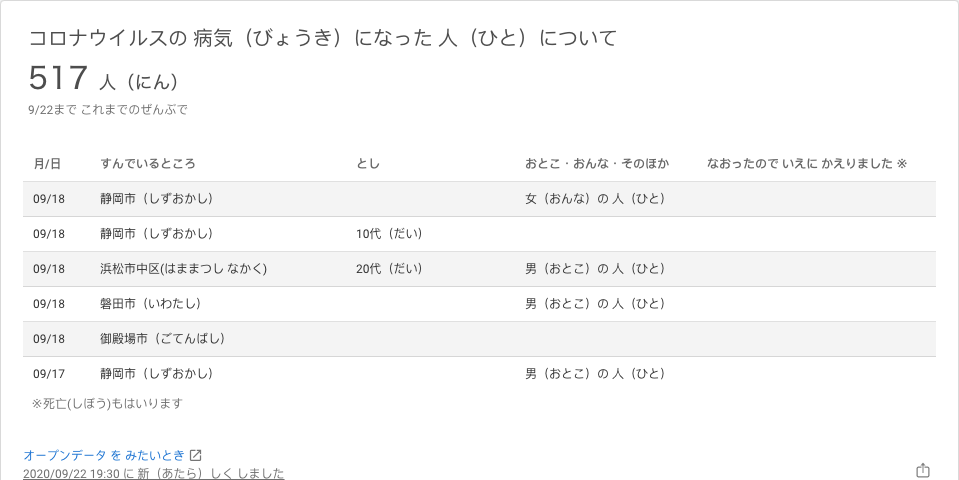 コロナウイルスの 病気（びょうき）になった 人（ひと）について
517 人（にん）
9/22まで これまでのぜんぶで
月/日 すんでいるところ とし おとこ・おんな・そのほか なおったので いえに かえりました ※
09/18 静岡市（しずおかし） 女（おんな）の 人（ひと）
09/18 静岡市（しずおかし） 10代（だい）
09/18 浜松市中区(はままつし なかく) 20代（だい） 男（おとこ）の 人（ひと）
09/18 磐田市（いわたし） 男（おとこ）の 人（ひと）
09/18 御殿場市（ごてんばし）
09/17 静岡市（しずおかし） 男（おとこ）の 人（ひと）
※死亡(しぼう)もはいります
オープンデータ を みたいとき
2020/09/22 19:30 に 新（あたら）しく しました